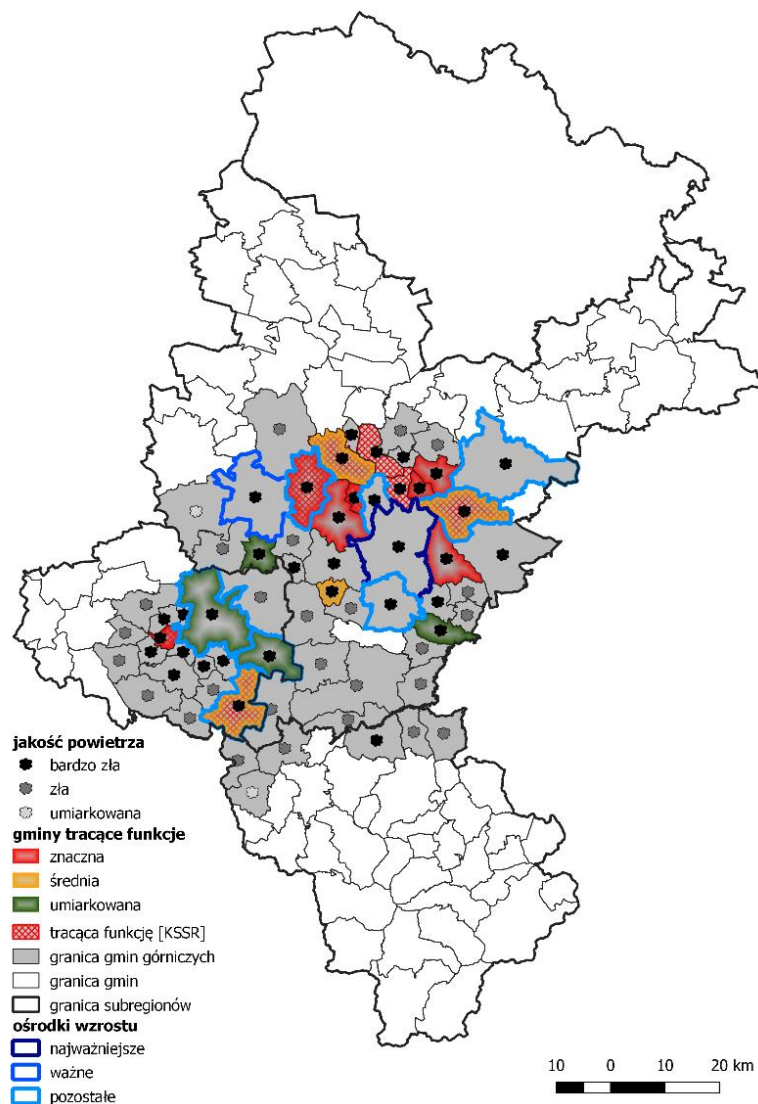 jakość powietrza
bardzo zła
zła
umiarkowana
gminy tracące funkcje
znaczna
średnia
umiarkowana
tracąca funkcję [KSSR]
granica gmin górniczych
granica gmin
granica subregionów
ośrodki wzrostu
najważniejsze
ważne
pozostałe
10 0 10 20 km